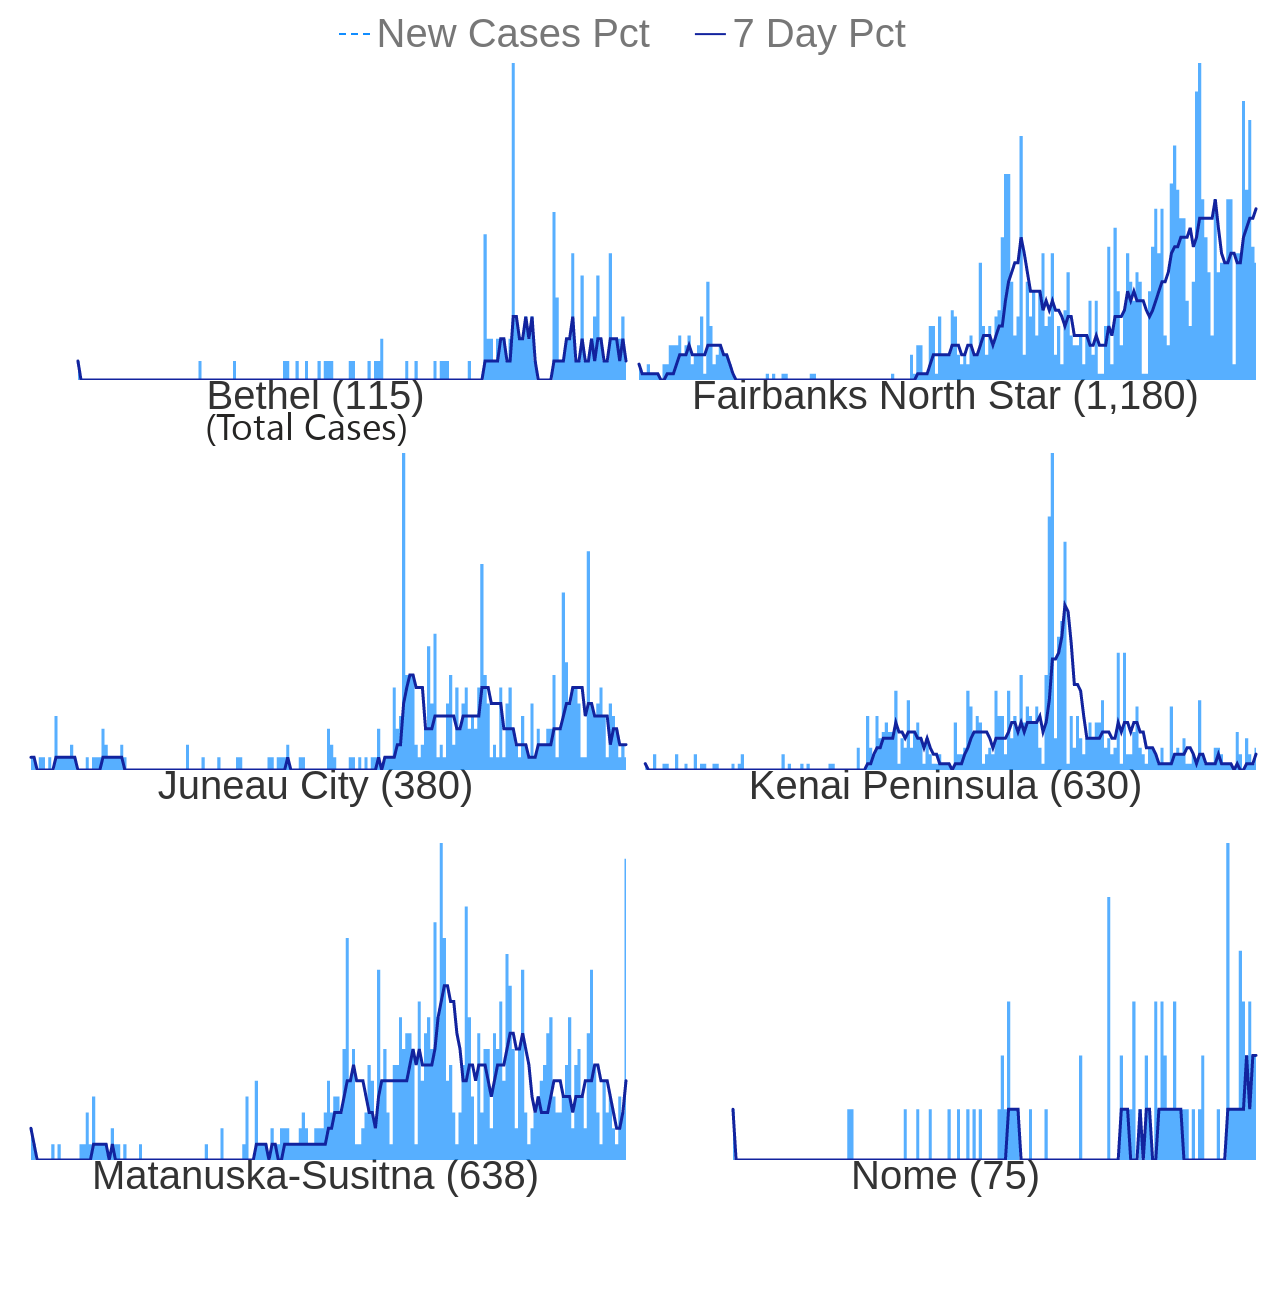 New Cases Pct 7 Day Pct
Bethel (115) Fairbanks North Star (1,180)
(Total Cases)
Juneau City (380) Kenai Peninsula (630)
Matanuska-Susitna (638) Nome (75)